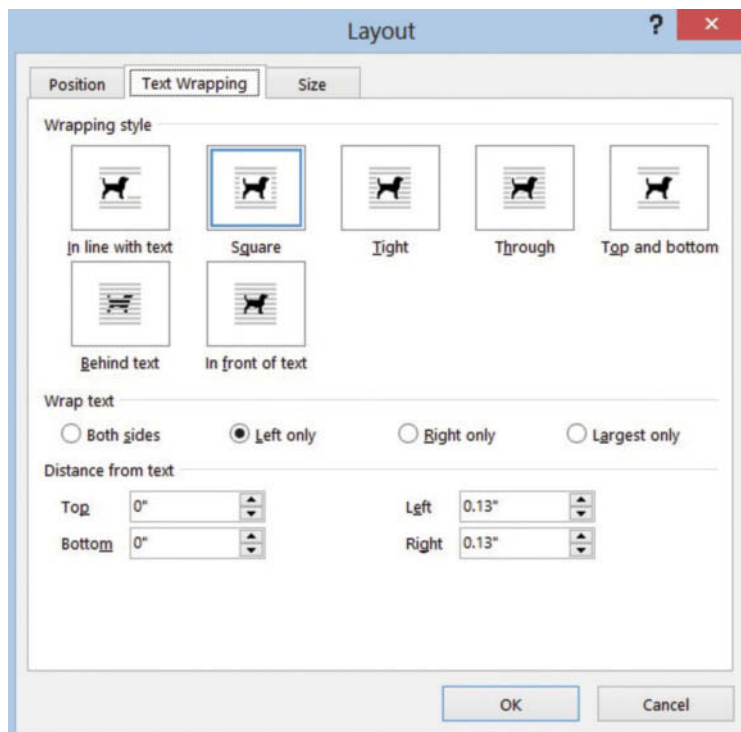 Layout
?
×
Position Text Wrapping Size
Wrapping style
In line with text Square Tight Through Top and bottom
Behind text In front of text
Wrap text
Both sides Left only Right only Largest only
Distance from text
Top 0" Left 0.13"
Bottom 0" Right 0.13"
OK Cancel